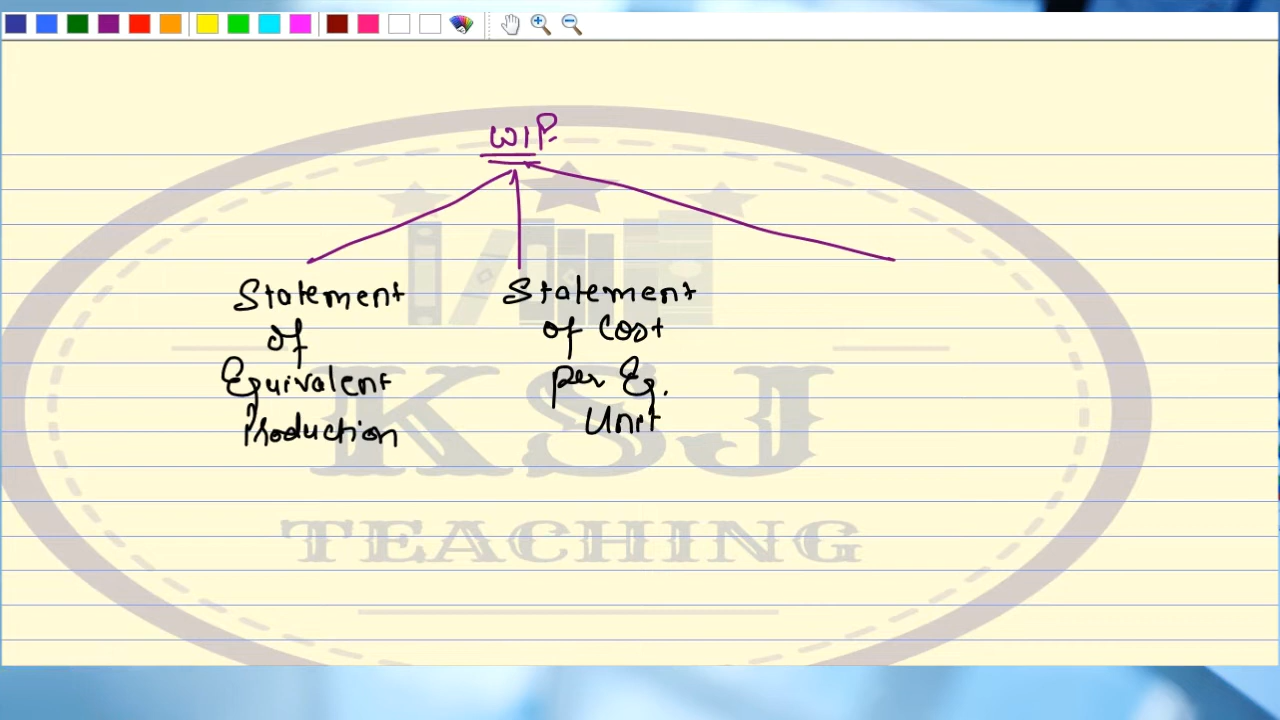 WIP
Statement
of
Equivalent
Production
Statement
of Cost
per Eq.
Unit
KSJ
TEACHING